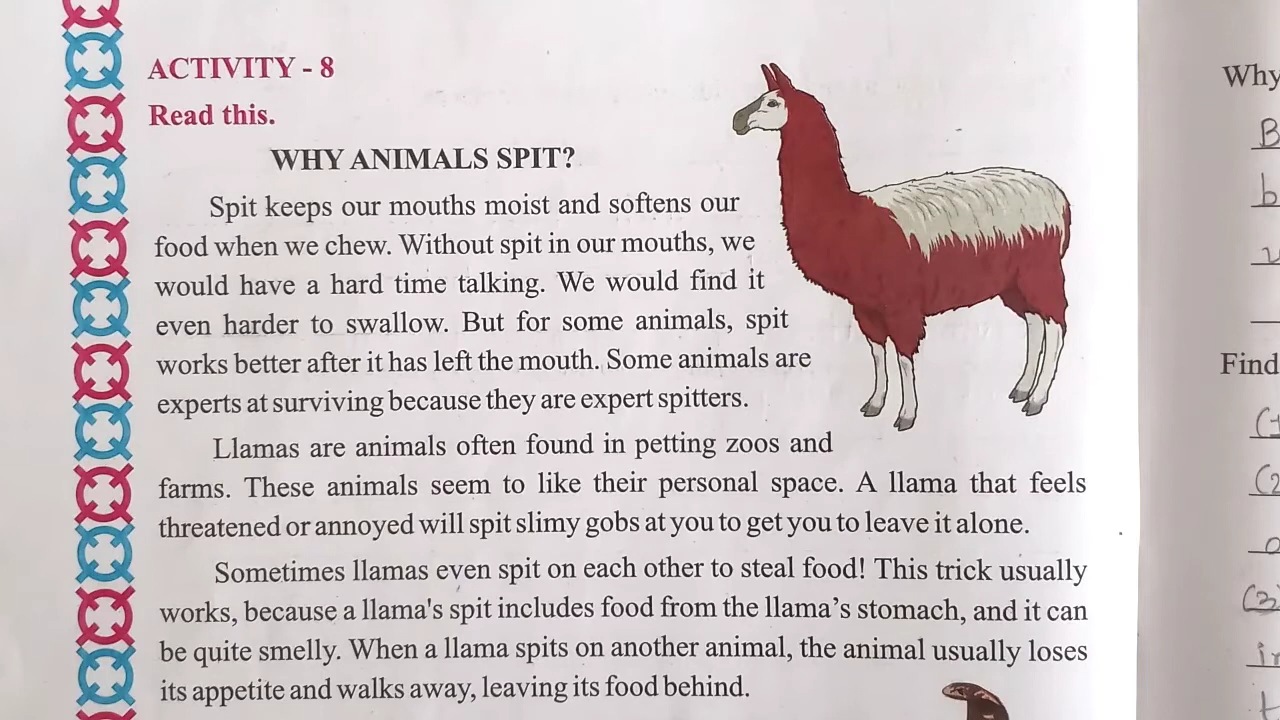 ACTIVITY - 8
Read this.
WHY ANIMALS SPIT?
Spit keeps our mouths moist and softens our
food when we chew. Without spit in our mouths, we
would have a hard time talking. We would find it
even harder to swallow. But for some animals, spit
works better after it has left the mouth. Some animals are
experts at surviving because they are expert spitters.
Llamas are animals often found in petting zoos and
farms. These animals seem to like their personal space. A llama that feels
threatened or annoyed will spit slimy gobs at you to get you to leave it alone.
Sometimes llamas even spit on each other to steal food! This trick usually
works, because a llama's spit includes food from the llama’s stomach, and it can
be quite smelly. When a llama spits on another animal, the animal usually loses
its appetite and walks away, leaving its food behind.
Why
Find